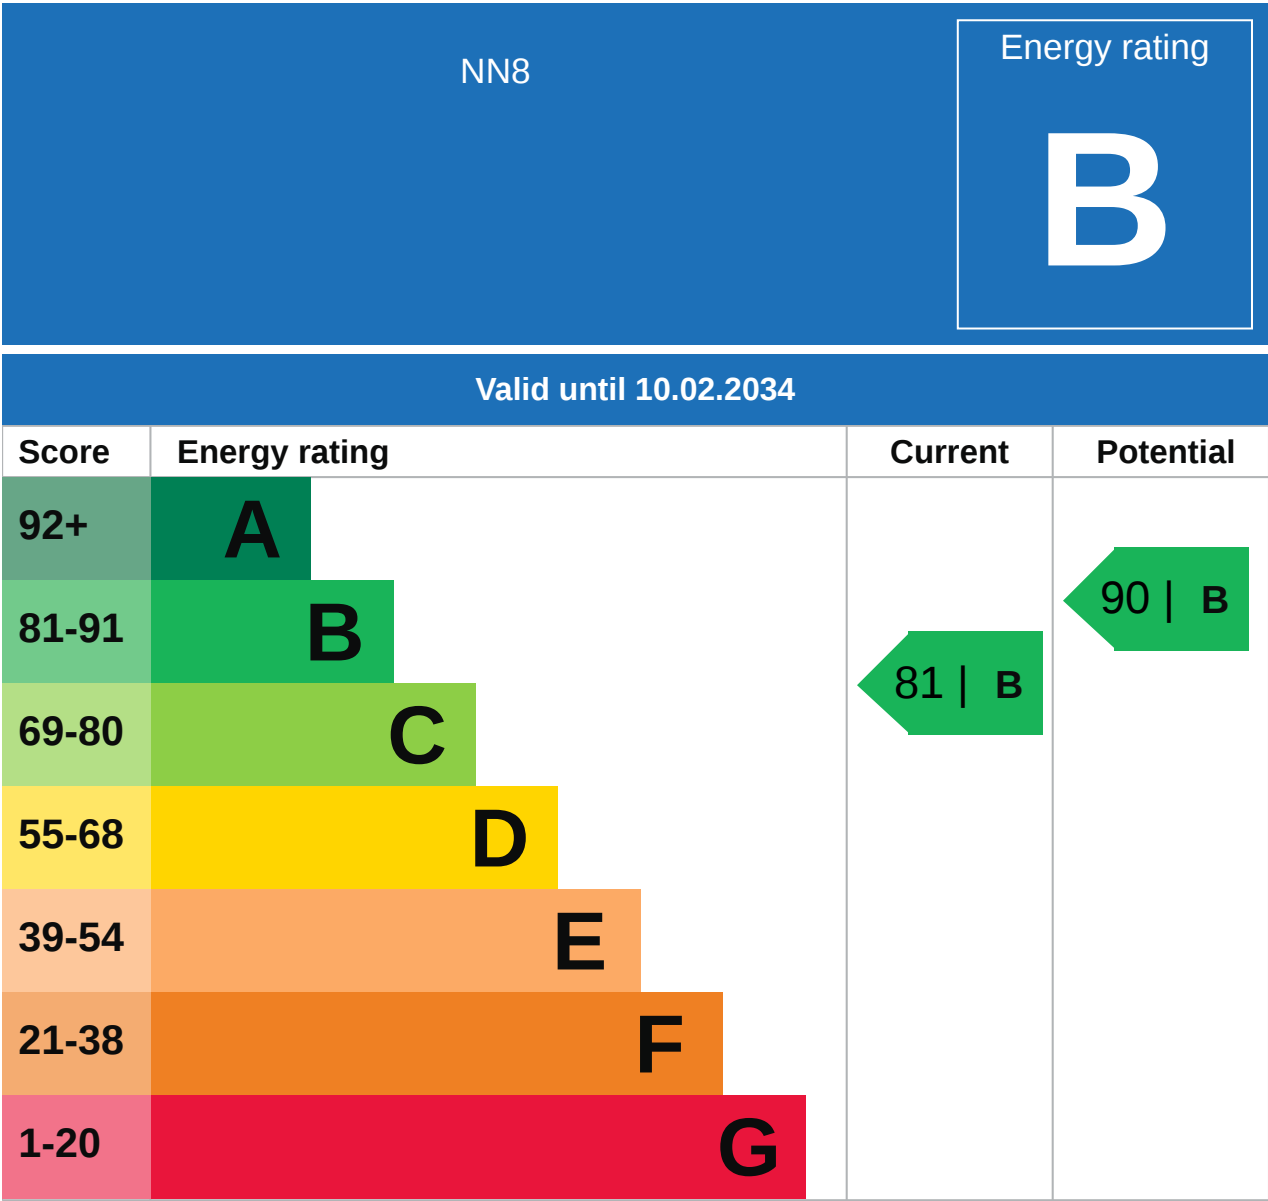 NN8
Energy rating
B
Valid until 10.02.2034
Score Energy rating Current Potential
92+ A
81-91 B
90 | B
81 | B
69-80 C
55-68 D
39-54 E
21-38 F
1-20 G